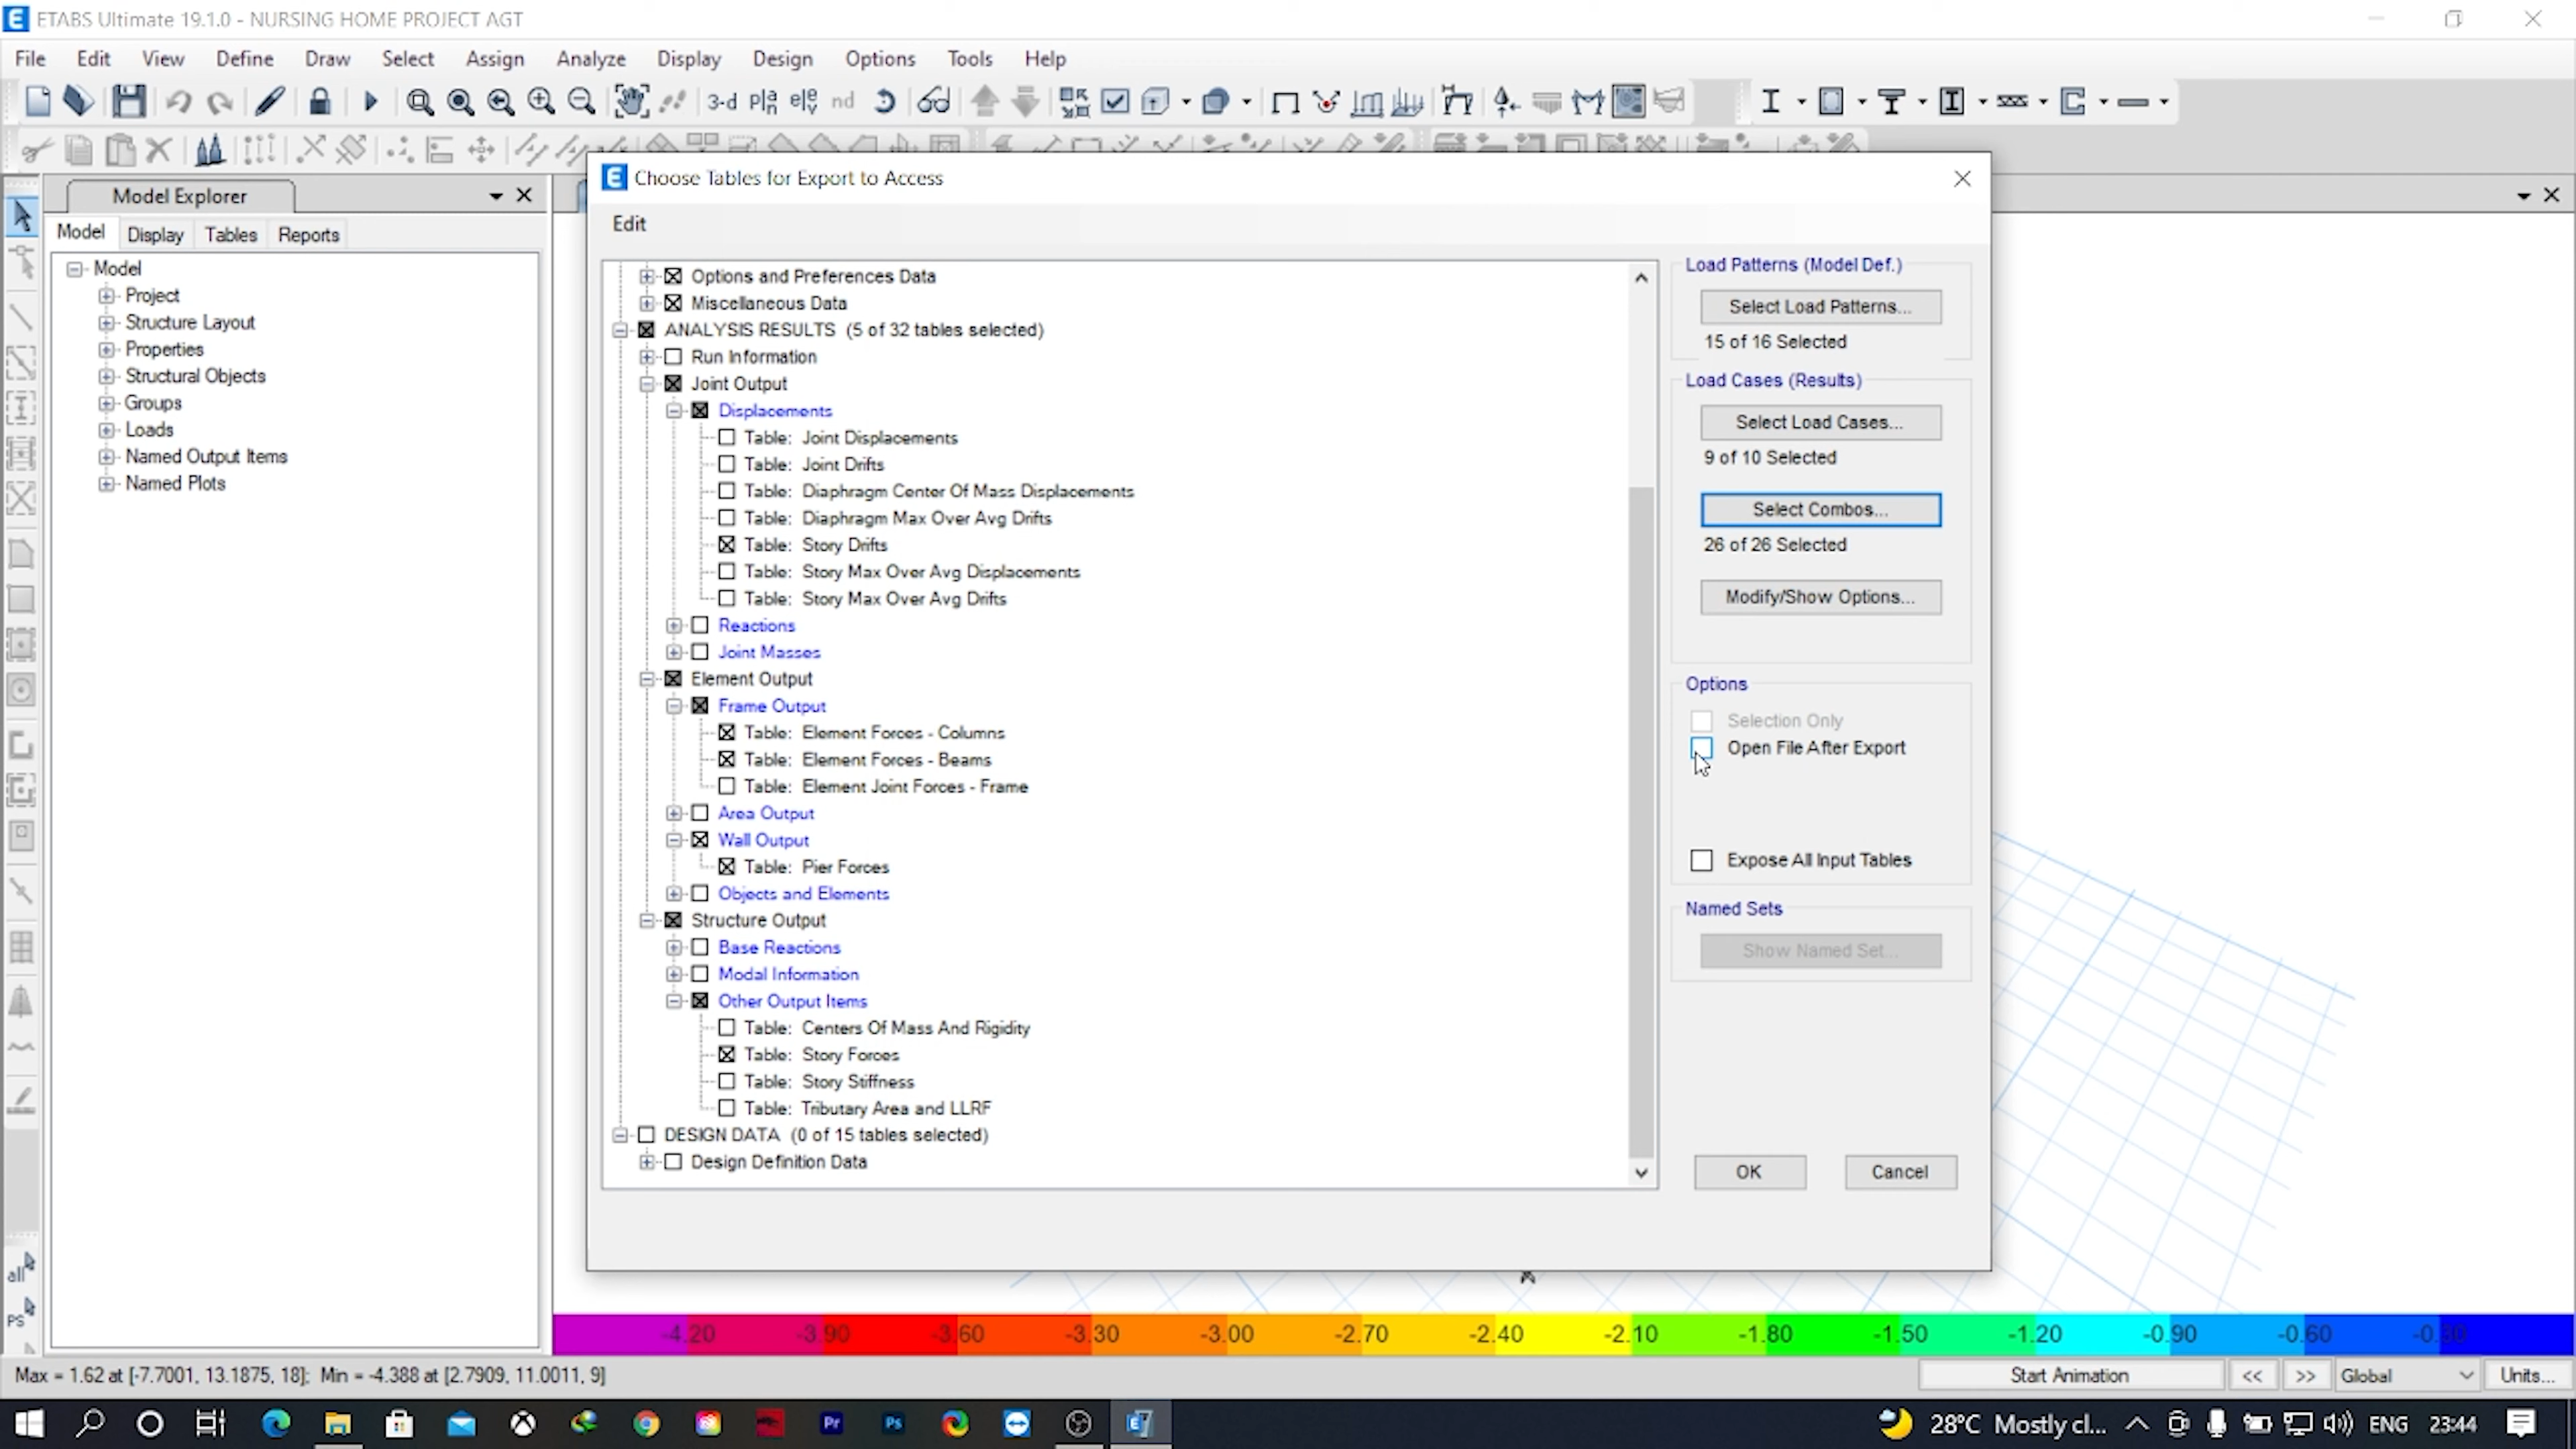 ETABS Ultimate 19.1.0 - NURSING HOME PROJECT AGT
File Edit View Define Draw Select Assign Analyze Display Design Options Tools Help
3-d pla ele nd
Model Explorer
Model Display Tables Reports
Model
Project
Structure Layout
Properties
Structural Objects
Groups
Loads
Named Output Items
Named Plots
all
PS
Choose Tables for Export to Access
Edit
Options and Preferences Data
Miscellaneous Data
ANALYSIS RESULTS (5 of 32 tables selected)
Run Information
Joint Output
Displacements
Table: Joint Displacements
Table: Joint Drifts
Table: Diaphragm Center Of Mass Displacements
Table: Diaphragm Max Over Avg Drifts
Table: Story Drifts
Table: Story Max Over Avg Displacements
Table: Story Max Over Avg Drifts
Reactions
Joint Masses
Element Output
Frame Output
Table: Element Forces - Columns
Table: Element Forces - Beams
Table: Element Joint Forces - Frame
Area Output
Wall Output
Table: Pier Forces
Objects and Elements
Structure Output
Base Reactions
Modal Information
Other Output Items
Table: Centers Of Mass And Rigidity
Table: Story Forces
Table: Story Stiffness
Table: Tributary Area and LLRF
DESIGN DATA (0 of 15 tables selected)
Design Definition Data
Load Patterns (Model Def.)
Select Load Patterns...
15 of 16 Selected
Load Cases (Results)
Select Load Cases...
9 of 10 Selected
Select Combos...
26 of 26 Selected
Modify/Show Options...
Options
Selection Only
Open File After Export
Expose All Input Tables
Named Sets
Show Named Set...
OK Cancel
-4.20 -3.90 -3.60 -3.30 -3.00 -2.70 -2.40 -2.10 -1.80 -1.50 -1.20 -0.90 -0.60 -0.30
Max = 1.62 at [-7.7001, 13.1875, 18]; Min = -4.388 at [2.7909, 11.0011, 9]
Start Animation << >> Global Units...
Pr Ps 28°C Mostly cl... ENG 23:44